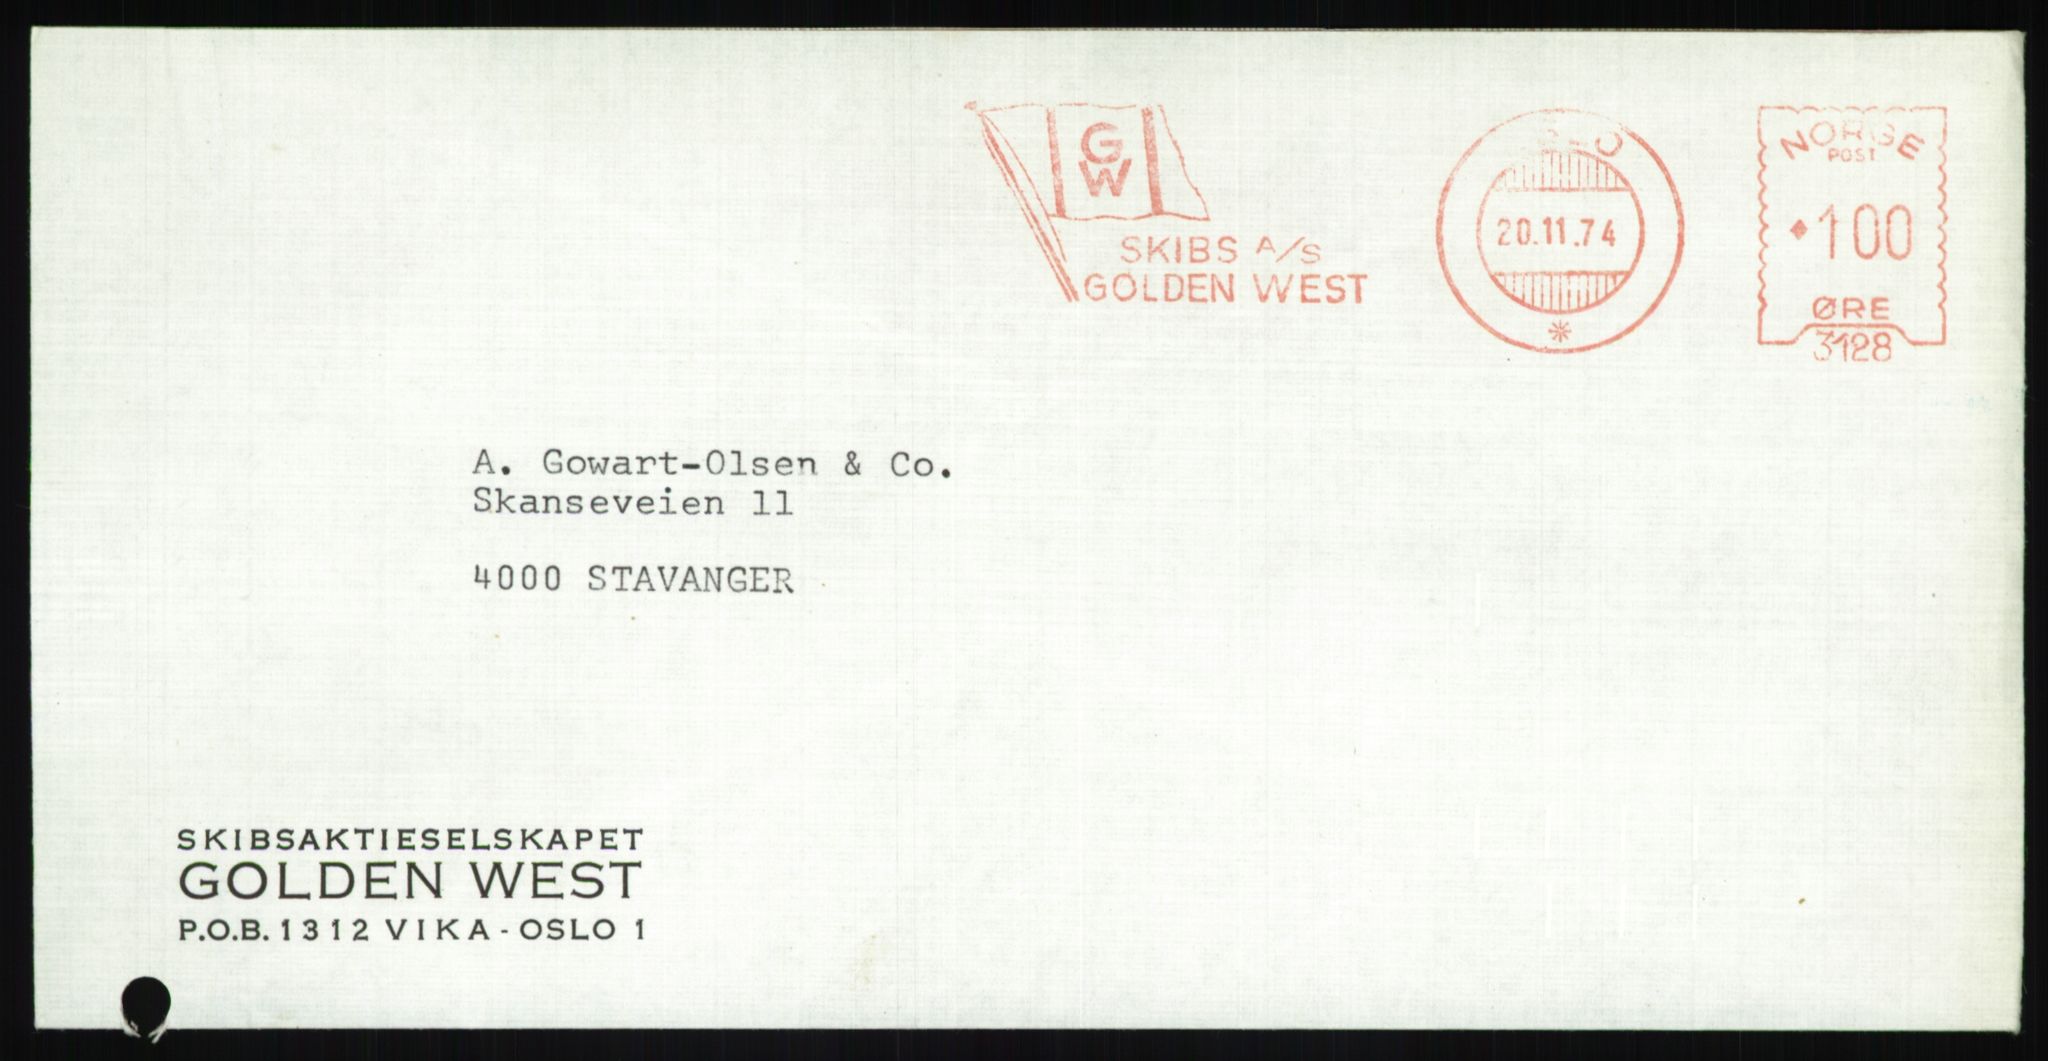 G
W
SKIBS A/S
GOLDEN WEST
20.11.74
NORGE
POST
100
ØRE
3128
A. Gowart-Olsen & Co.
Skanseveien 11
4000 STAVANGER
SKIBSAKTIESELSKAPET
GOLDEN WEST
P.O.B. 1312 VIKA - OSLO 1